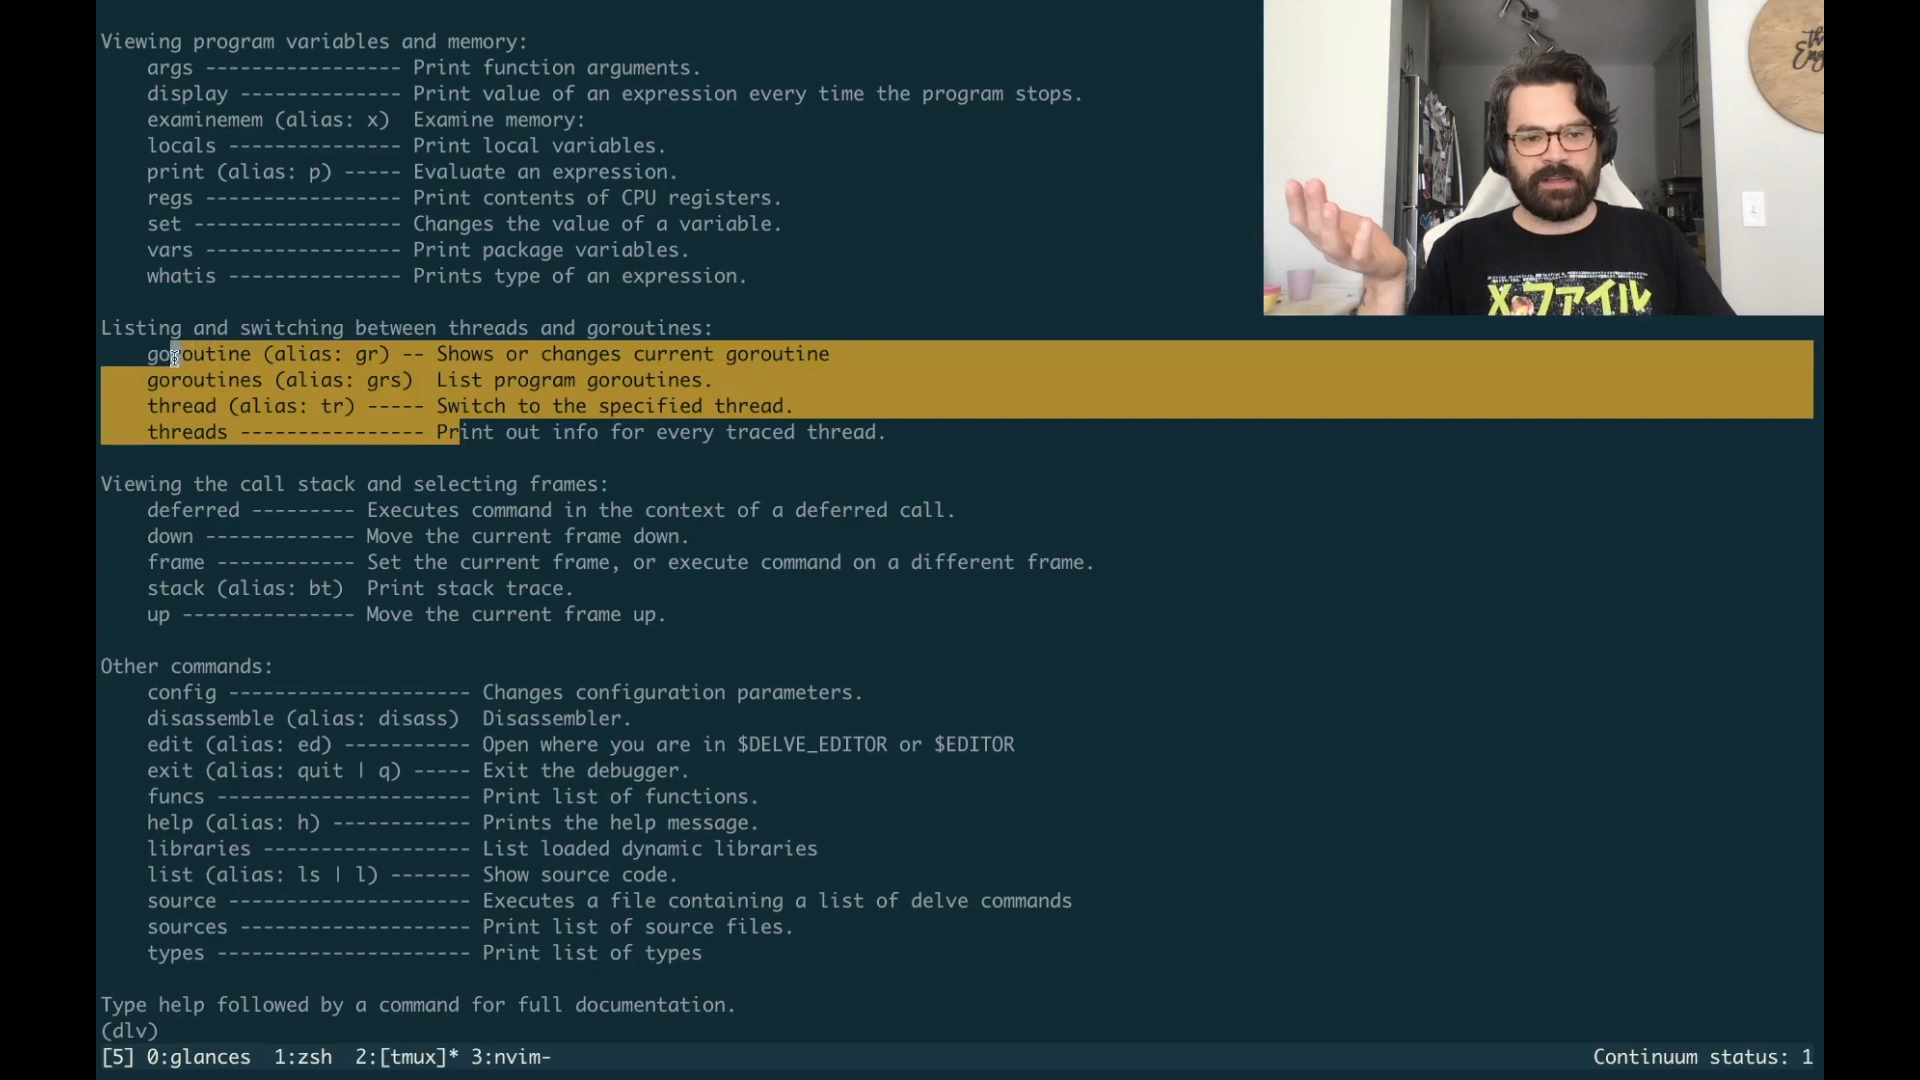 Viewing program variables and memory:
args ----------------- Print function arguments.
display -------------- Print value of an expression every time the program stops.
examinemem (alias: x)  Examine memory:
locals --------------- Print local variables.
print (alias: p) ----- Evaluate an expression.
regs ----------------- Print contents of CPU registers.
set ------------------ Changes the value of a variable.
vars ----------------- Print package variables.
whatis --------------- Prints type of an expression.
Listing and switching between threads and goroutines:
goroutine (alias: gr) -- Shows or changes current goroutine
goroutines (alias: grs)  List program goroutines.
thread (alias: tr) ----- Switch to the specified thread.
threads ---------------- Print out info for every traced thread.
Viewing the call stack and selecting frames:
deferred --------- Executes command in the context of a deferred call.
down ------------- Move the current frame down.
frame ------------ Set the current frame, or execute command on a different frame.
stack (alias: bt)  Print stack trace.
up --------------- Move the current frame up.
Other commands:
config --------------------- Changes configuration parameters.
disassemble (alias: disass)  Disassembler.
edit (alias: ed) ----------- Open where you are in $DELVE_EDITOR or $EDITOR
exit (alias: quit | q) ----- Exit the debugger.
funcs ---------------------- Print list of functions.
help (alias: h) ------------ Prints the help message.
libraries ------------------ List loaded dynamic libraries
list (alias: ls | l) ------- Show source code.
source --------------------- Executes a file containing a list of delve commands
sources -------------------- Print list of source files.
types ---------------------- Print list of types
Type help followed by a command for full documentation.
(dlv)
[5] 0:glances  1:zsh  2:[tmux]* 3:nvim-
Continuum status: 1
X-ファイル